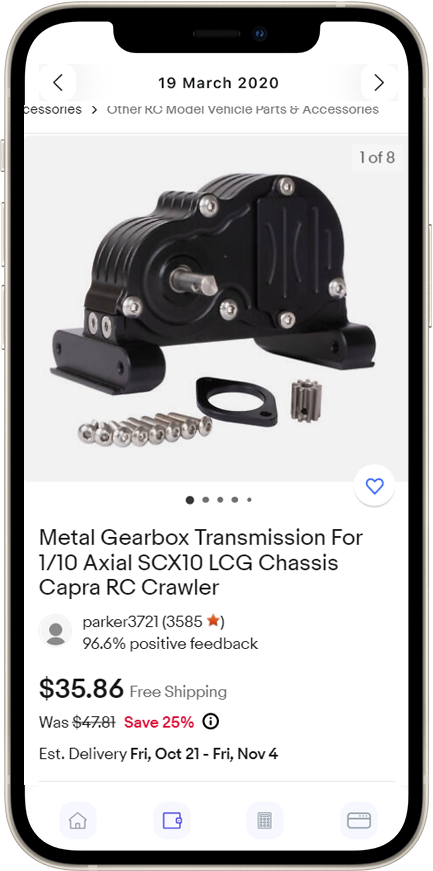 19 March 2020
cessories > Other RC Model Vehicle Parts & Accessories
1 of 8
Metal Gearbox Transmission For
1/10 Axial SCX10 LCG Chassis
Capra RC Crawler
parker3721 (3585 ★)
96.6% positive feedback
$35.86 Free Shipping
Was $47.81 Save 25%
Est. Delivery Fri, Oct 21 - Fri, Nov 4